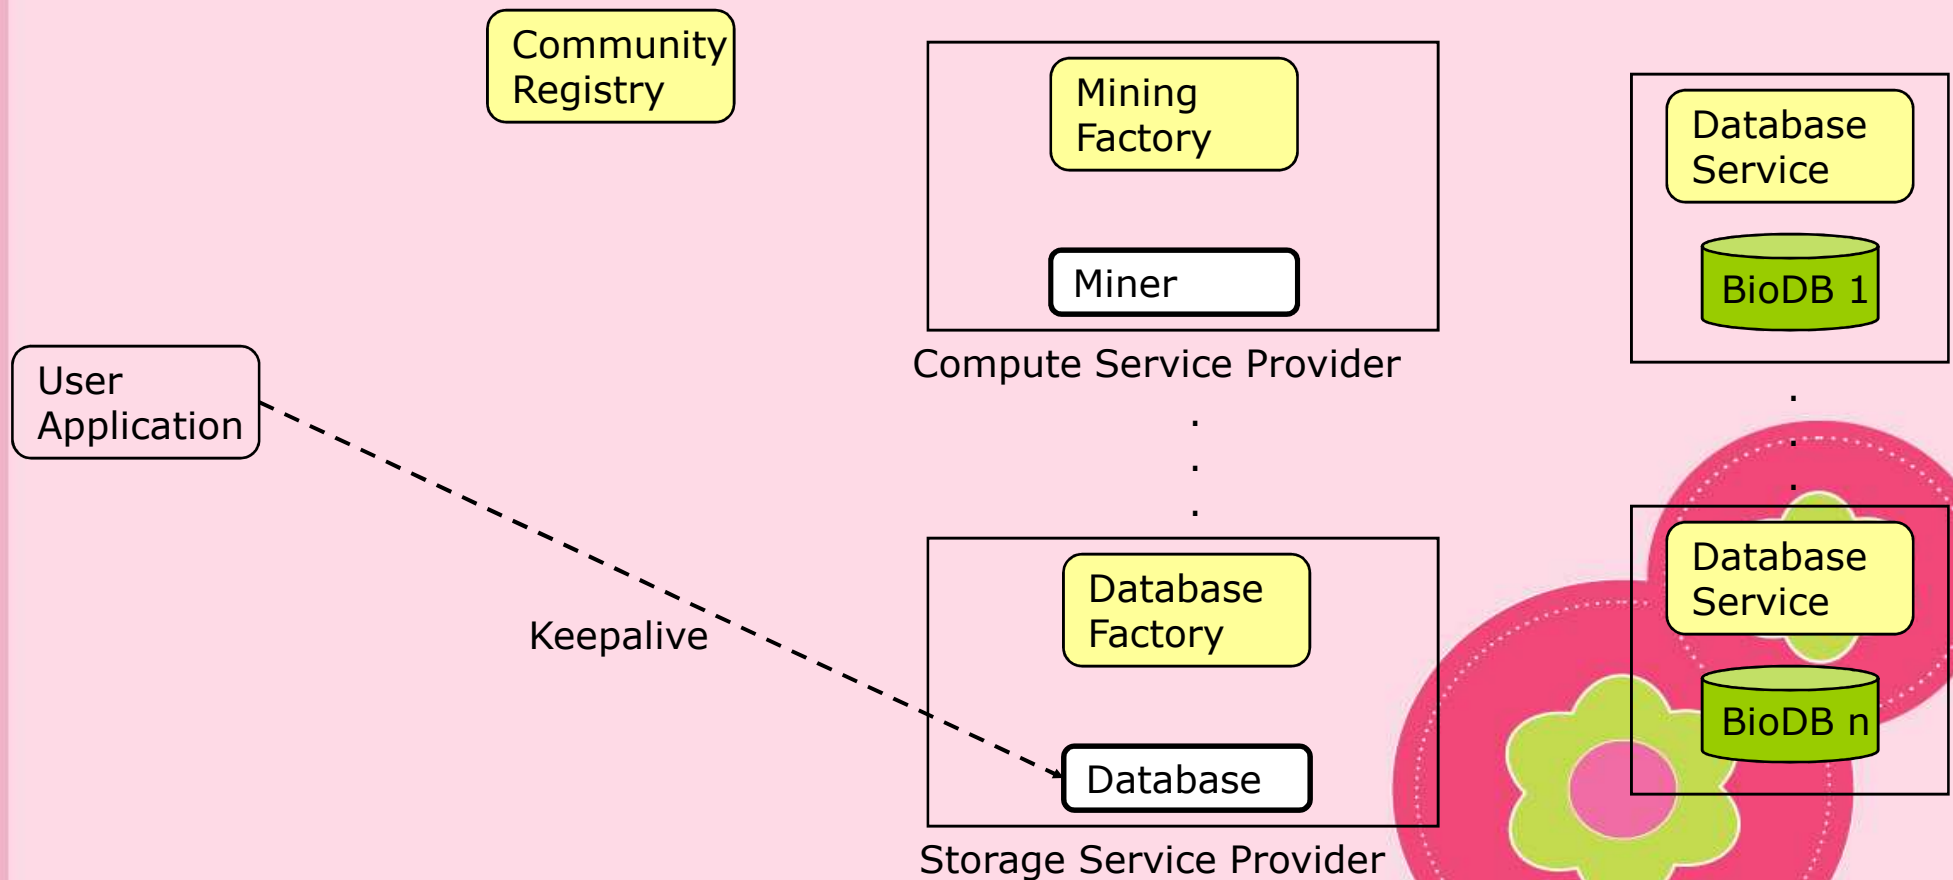 Community
Registry
Mining
Factory
Database
Service
Miner
BioDB 1
Compute Service Provider
User
Application
.
.
.
.
.
.
Database
Factory
Database
Service
Keepalive
BioDB n
Database
Storage Service Provider